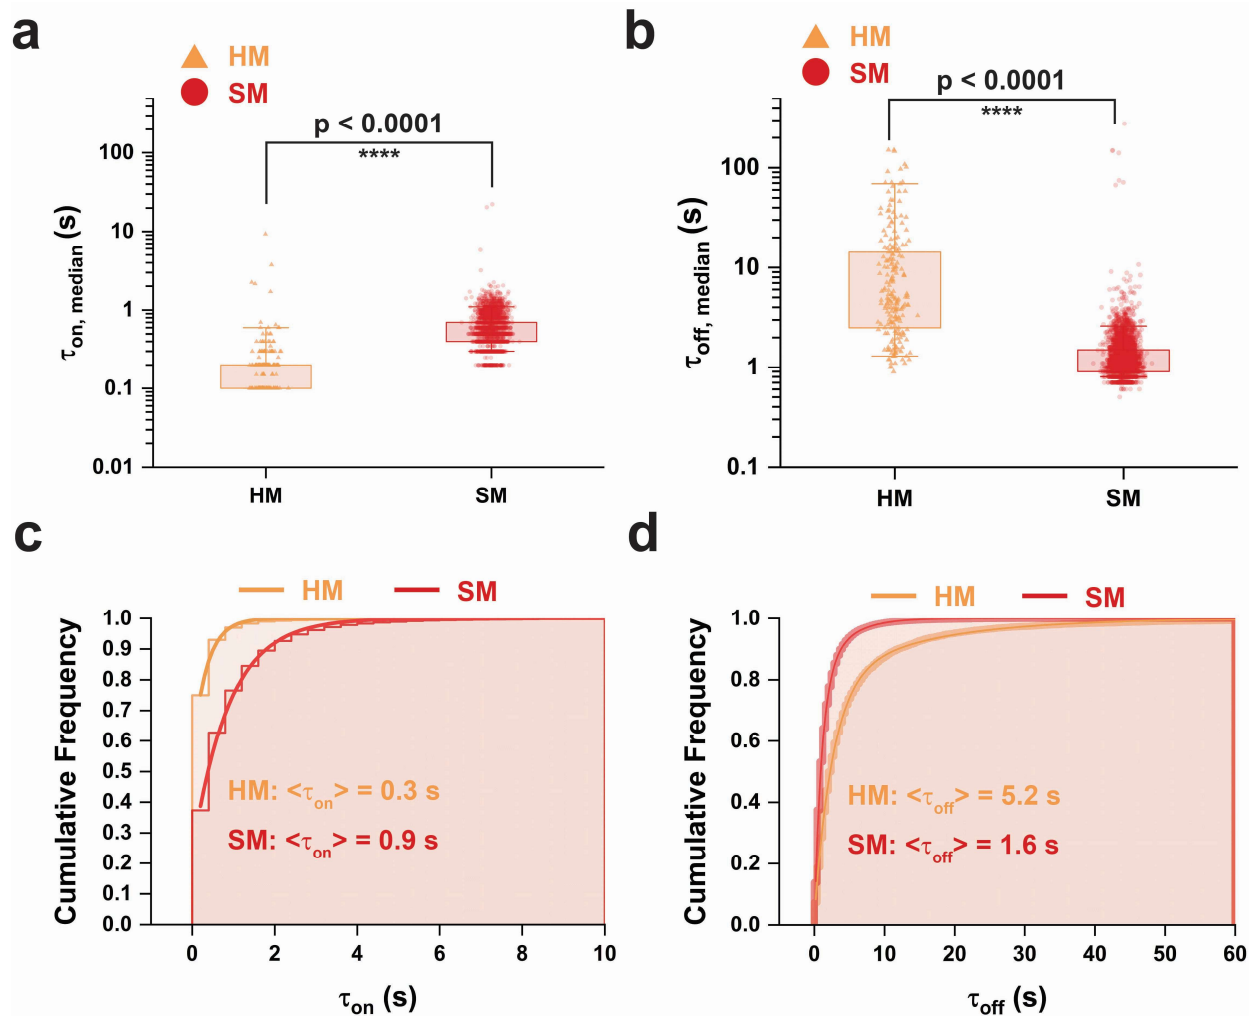 a
HM
SM
p < 0.0001
****
100
10
1
0.1
0.01
τon, median (s)
HM
SM
b
HM
SM
p < 0.0001
****
100
10
1
0.1
τoff, median (s)
HM
SM
c
HM
SM
1.0
0.9
0.8
0.7
0.6
0.5
0.4
0.3
0.2
0.1
0.0
Cumulative Frequency
HM: <τon> = 0.3 s
SM: <τon> = 0.9 s
0 2 4 6 8 10
τon (s)
d
HM
SM
1.0
0.8
0.6
0.4
0.2
0.0
Cumulative Frequency
HM: <τoff> = 5.2 s
SM: <τoff> = 1.6 s
0 10 20 30 40 50 60
τoff (s)